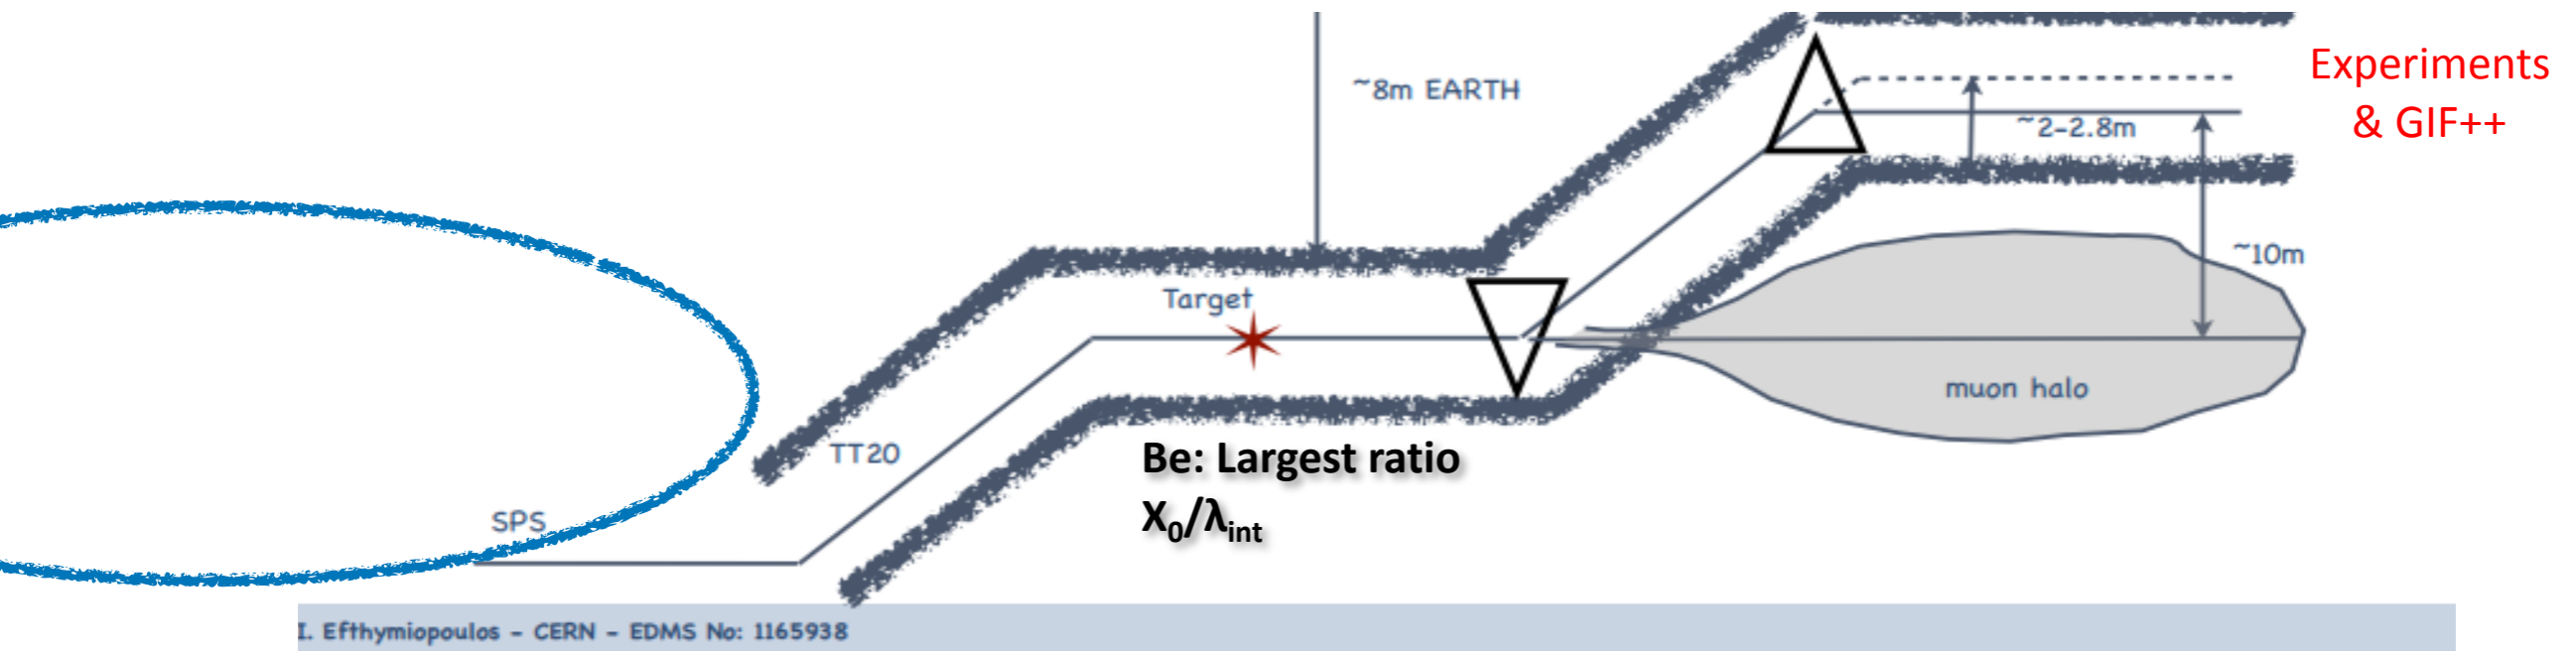 ~8m EARTH
Experiments
& GIF++
~2-2.8m
~10m
Target
muon halo
TT20
Be: Largest ratio
X₀/λint
SPS
I. Efthymiopoulos - CERN - EDMS No: 1165938